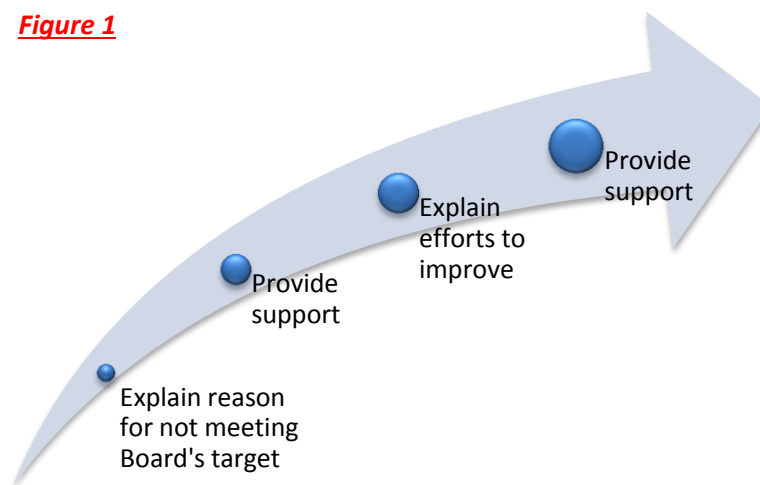 Figure 1
Explain reason
for not meeting
Board's target
Provide
support
Explain
efforts to
improve
Provide
support